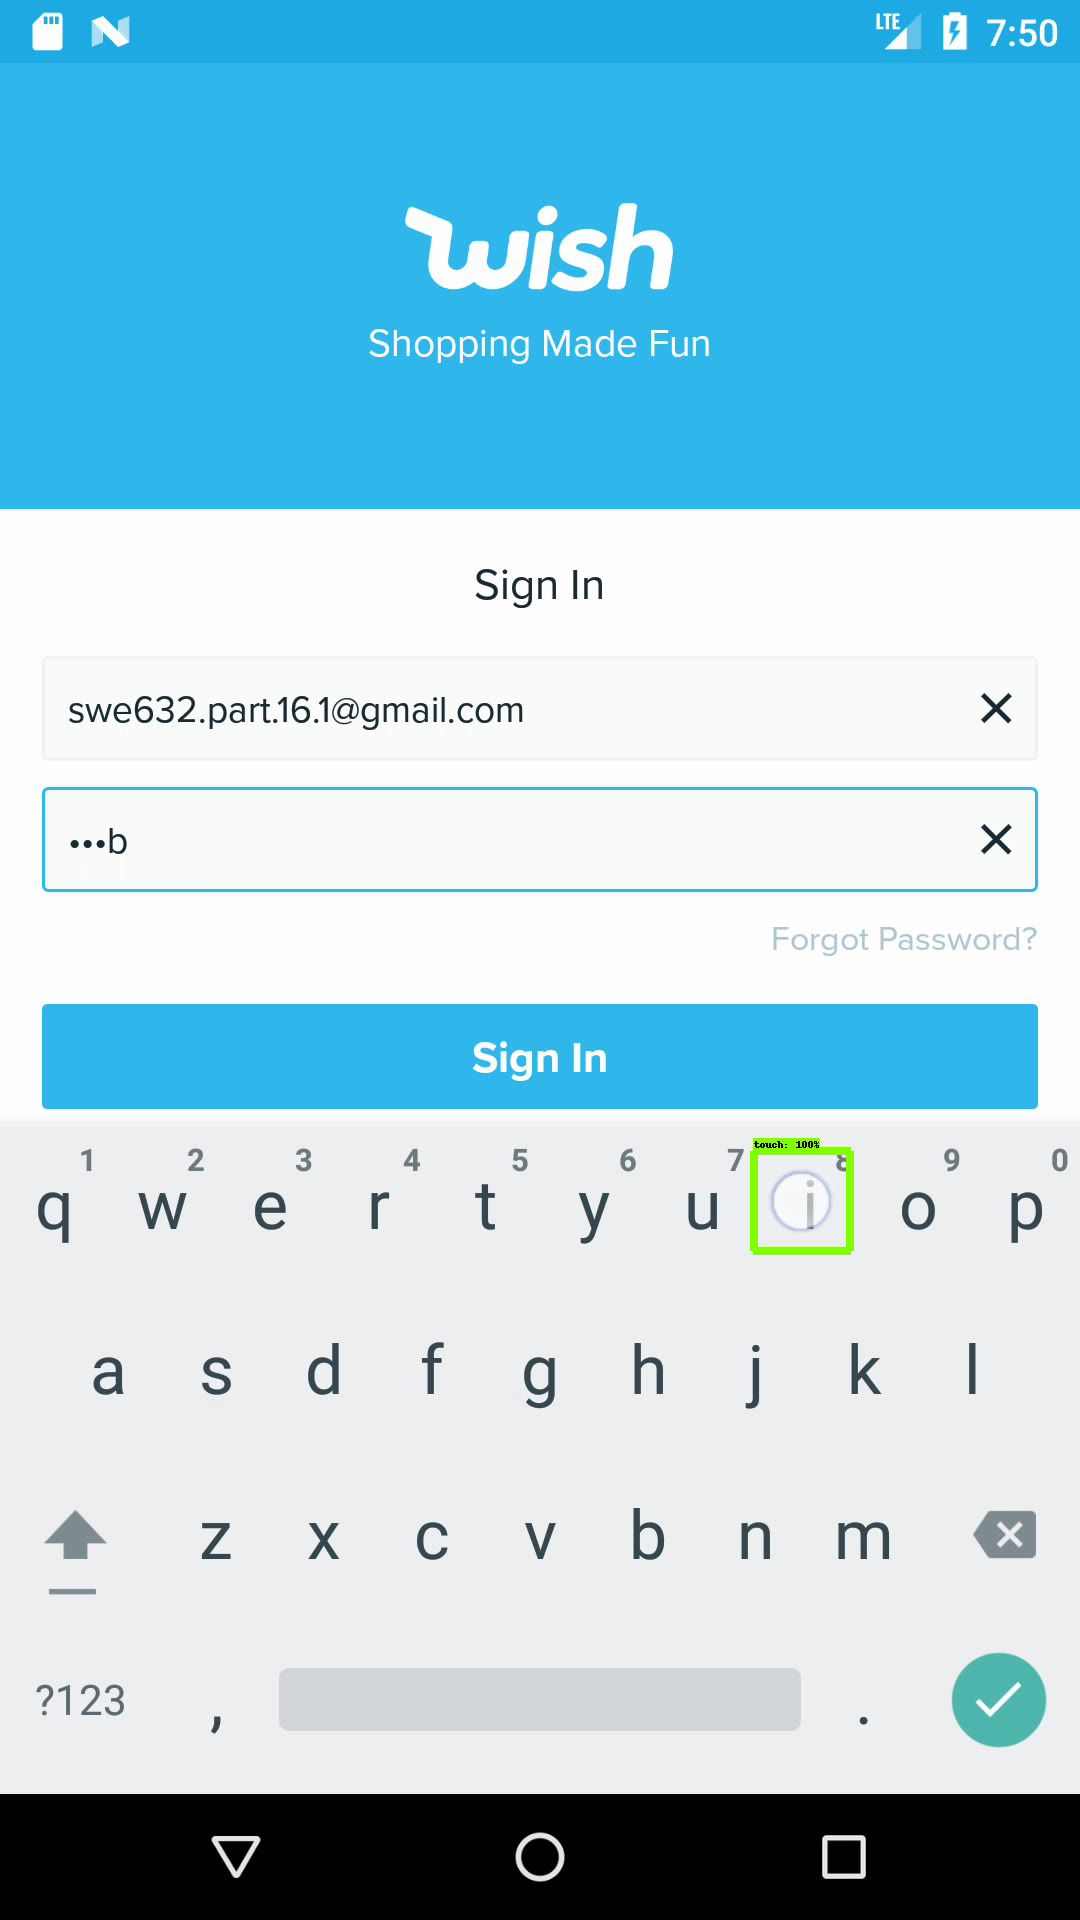 LTE 7:50
wish
Shopping Made Fun
Sign In
swe632.part.16.1@gmail.com
•••b
Forgot Password?
Sign In
touch: 100%
1 2 3 4 5 6 7 8 9 0
q w e r t y u i o p
a s d f g h j k l
z x c v b n m
?123 , .